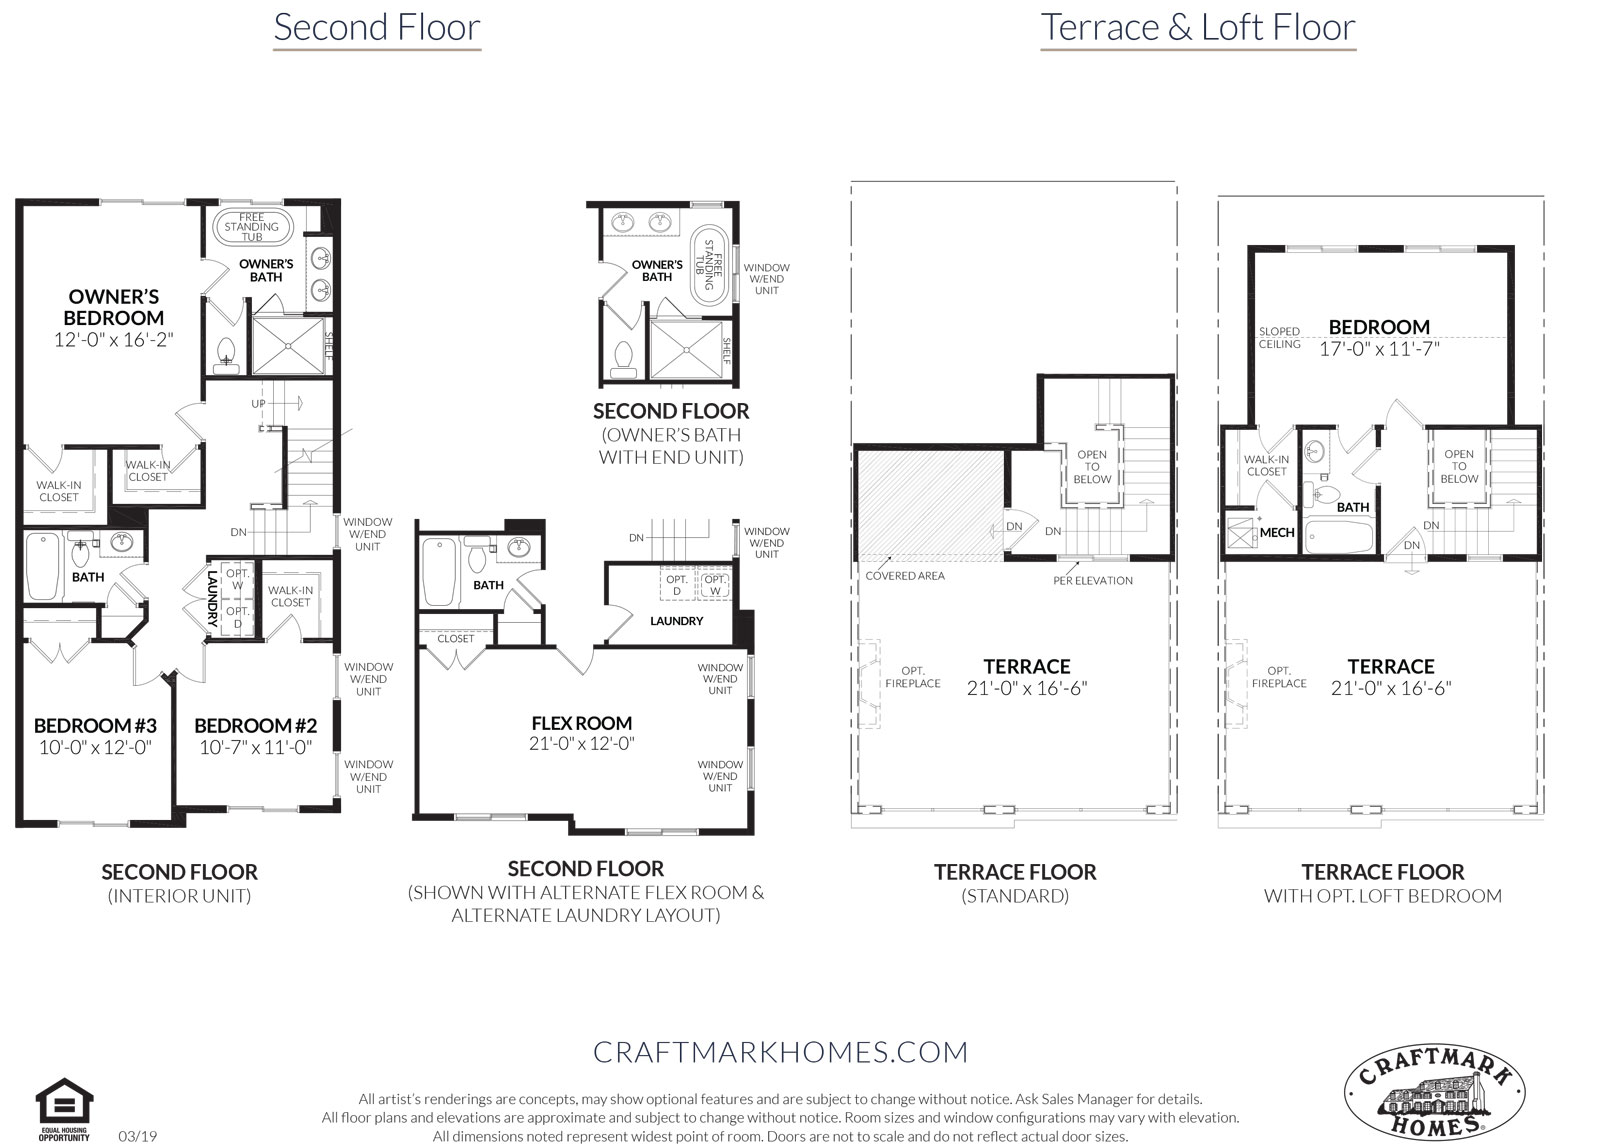 Second Floor
Terrace & Loft Floor
FREE
STANDING
TUB
OWNER'S
BATH
OWNER'S
BEDROOM
12'-0" x 16'-2"
SHELF
UP
WALK-IN
CLOSET
WALK-IN
CLOSET
DN
WINDOW
W/END
UNIT
BATH
LAUNDRY
OPT.
W
OPT.
D
WALK-IN
CLOSET
WINDOW
W/END
UNIT
BEDROOM #3
10'-0" x 12'-0"
BEDROOM #2
10'-7" x 11'-0"
WINDOW
W/END
UNIT
SECOND FLOOR
(INTERIOR UNIT)
OWNER'S
BATH
FREE
STANDING
TUB
WINDOW
W/END
UNIT
SHELF
SECOND FLOOR
(OWNER'S BATH
WITH END UNIT)
DN
WINDOW
W/END
UNIT
BATH
OPT.
D
OPT.
W
LAUNDRY
CLOSET
WINDOW
W/END
UNIT
FLEX ROOM
21'-0" x 12'-0"
WINDOW
W/END
UNIT
SECOND FLOOR
(SHOWN WITH ALTERNATE FLEX ROOM &
ALTERNATE LAUNDRY LAYOUT)
OPEN
TO
BELOW
DN
DN
COVERED AREA
PER ELEVATION
OPT.
FIREPLACE
TERRACE
21'-0" x 16'-6"
TERRACE FLOOR
(STANDARD)
SLOPED
CEILING
BEDROOM
17'-0" x 11'-7"
WALK-IN
CLOSET
OPEN
TO
BELOW
BATH
MECH
DN
DN
OPT.
FIREPLACE
TERRACE
21'-0" x 16'-6"
TERRACE FLOOR
WITH OPT. LOFT BEDROOM
CRAFTMARKHOMES.COM
All artist's renderings are concepts, may show optional features and are subject to change without notice. Ask Sales Manager for details.
All floor plans and elevations are approximate and subject to change without notice. Room sizes and window configurations may vary with elevation.
All dimensions noted represent widest point of room. Doors are not to scale and do not reflect actual door sizes.
EQUAL HOUSING
OPPORTUNITY
03/19
CRAFTMARK
HOMES®